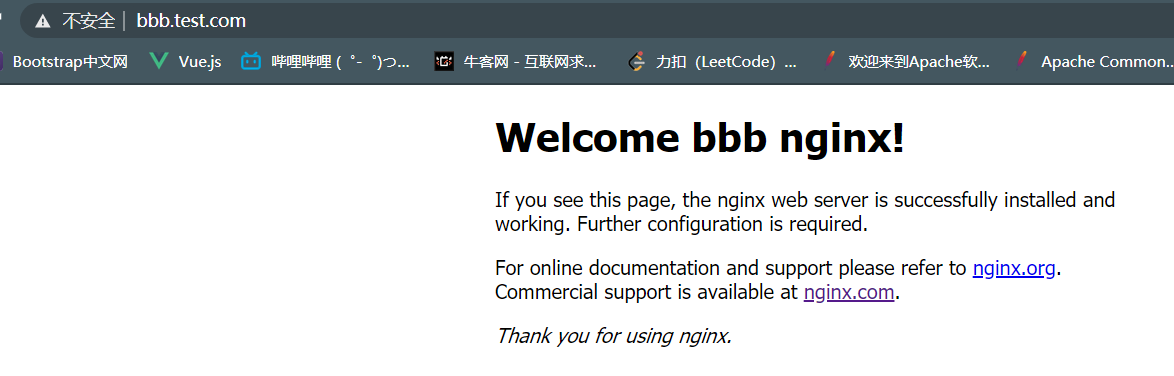 不安全 bbb.test.com
Bootstrap中文网 Vue.js 哔哩哔哩 ( ゜- ゜)つ... 牛客网 - 互联网求... 力扣（LeetCode）... 欢迎来到Apache软... Apache Common...
Welcome bbb nginx!
If you see this page, the nginx web server is successfully installed and
working. Further configuration is required.
For online documentation and support please refer to nginx.org.
Commercial support is available at nginx.com.
Thank you for using nginx.